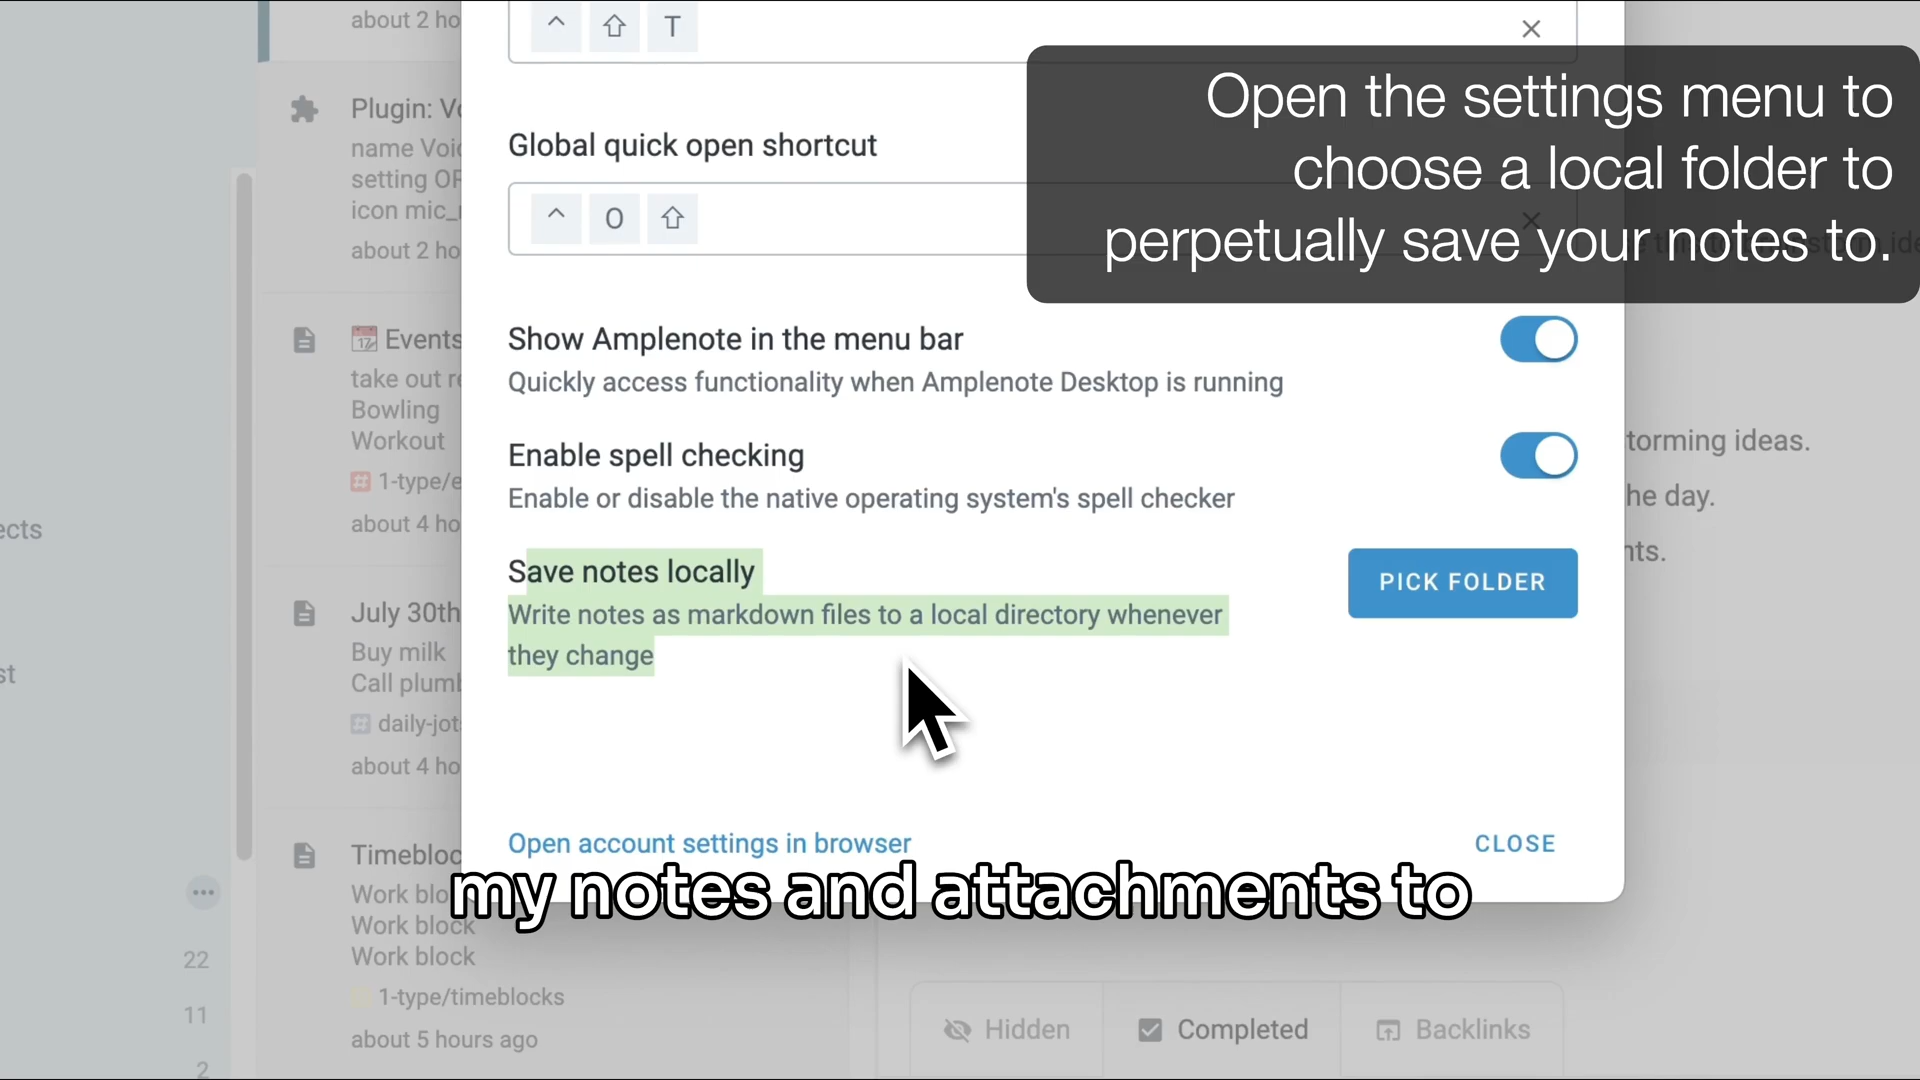 about 2 ho
^ ⇧ T
Open the settings menu to
choose a local folder to
perpetually save your notes to.
Plugin: Vo
name Voic
setting OP
icon mic_
about 2 ho
Global quick open shortcut
^ O ⇧
Events
take out re
Bowling
Workout
1-type/e
about 4 ho
Show Amplenote in the menu bar
Quickly access functionality when Amplenote Desktop is running
Enable spell checking
Enable or disable the native operating system's spell checker
torming ideas.
he day.
nts.
ects
st
Save notes locally
Write notes as markdown files to a local directory whenever
they change
PICK FOLDER
July 30th
Buy milk
Call plumb
daily-jot
about 4 ho
Open account settings in browser
CLOSE
my notes and attachments to
Timebloc
Work blo
Work block
Work block
1-type/timeblocks
about 5 hours ago
22
11
2
Hidden
Completed
Backlinks